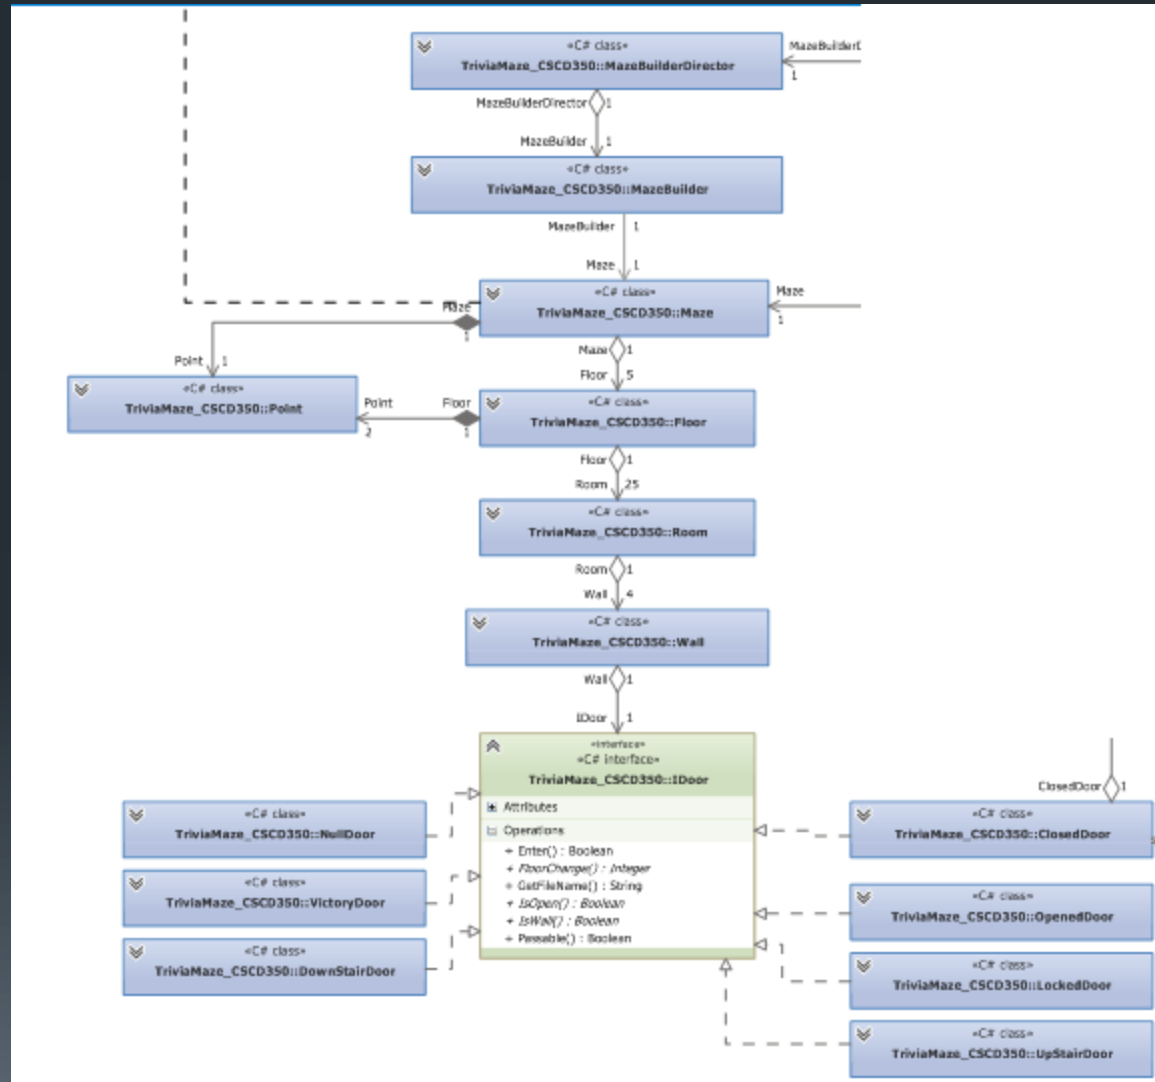 «C# class»
TriviaMaze_CSCD350::MazeBuilderDirector
1
MazeBuilderDirector 1
MazeBuilder 1
«C# class»
TriviaMaze_CSCD350::MazeBuilder
MazeBuilder 1
Maze 1
«C# class»
TriviaMaze_CSCD350::Maze
Maze
1
Maze
1
Maze 1
Floor 5
Point 1
«C# class»
TriviaMaze_CSCD350::Point
Point
2
Floor
1
«C# class»
TriviaMaze_CSCD350::Floor
Floor 1
Room 25
«C# class»
TriviaMaze_CSCD350::Room
Room 1
Wall 4
«C# class»
TriviaMaze_CSCD350::Wall
Wall 1
IDoor 1
«interface»
«C# interface»
TriviaMaze_CSCD350::IDoor
Attributes
Operations
+ Enter() : Boolean
+ FloorChange() : Integer
+ GetFileName() : String
+ IsOpen() : Boolean
+ IsWall() : Boolean
+ Passable() : Boolean
«C# class»
TriviaMaze_CSCD350::NullDoor
«C# class»
TriviaMaze_CSCD350::VictoryDoor
«C# class»
TriviaMaze_CSCD350::DownStairDoor
ClosedDoor 1
«C# class»
TriviaMaze_CSCD350::ClosedDoor
«C# class»
TriviaMaze_CSCD350::OpenedDoor
«C# class»
TriviaMaze_CSCD350::LockedDoor
«C# class»
TriviaMaze_CSCD350::UpStairDoor